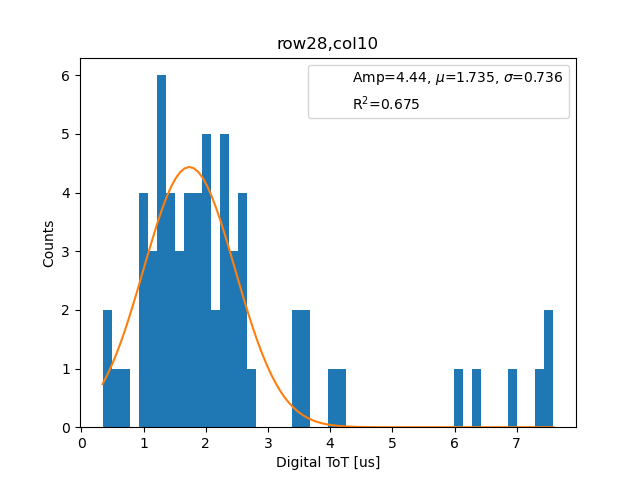 row28,col10
Amp=4.44, μ=1.735, σ=0.736
R²=0.675
Counts
6
5
4
3
2
1
0
0 1 2 3 4 5 6 7
Digital ToT [us]